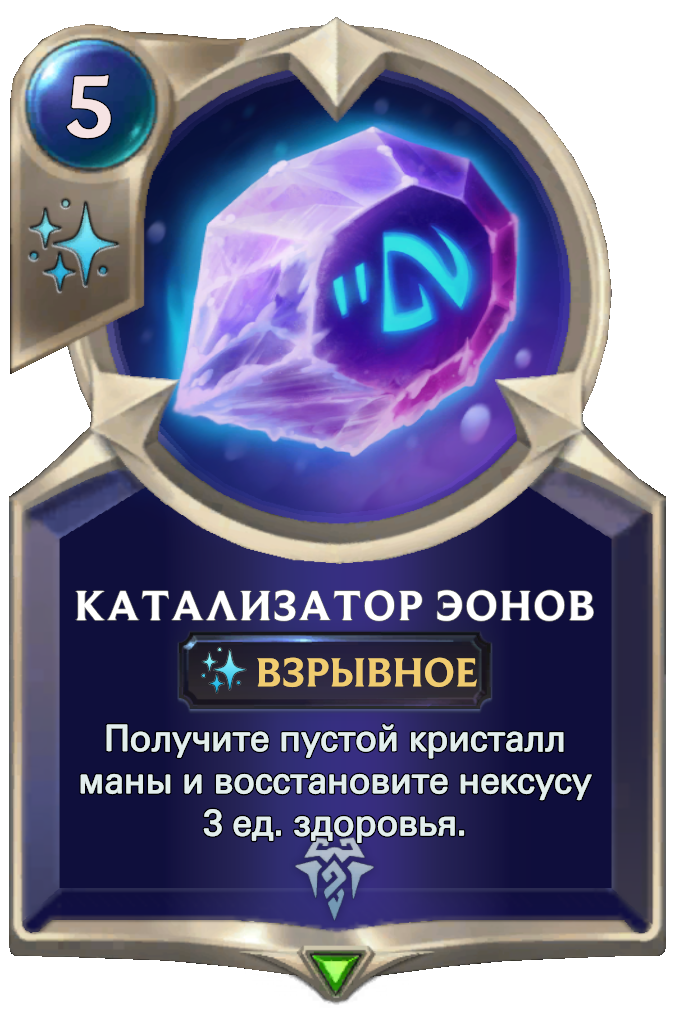 5
КАТАЛИЗАТОР ЭОНОВ
ВЗРЫВНОЕ
Получите пустой кристалл
маны и восстановите нексусу
3 ед. здоровья.